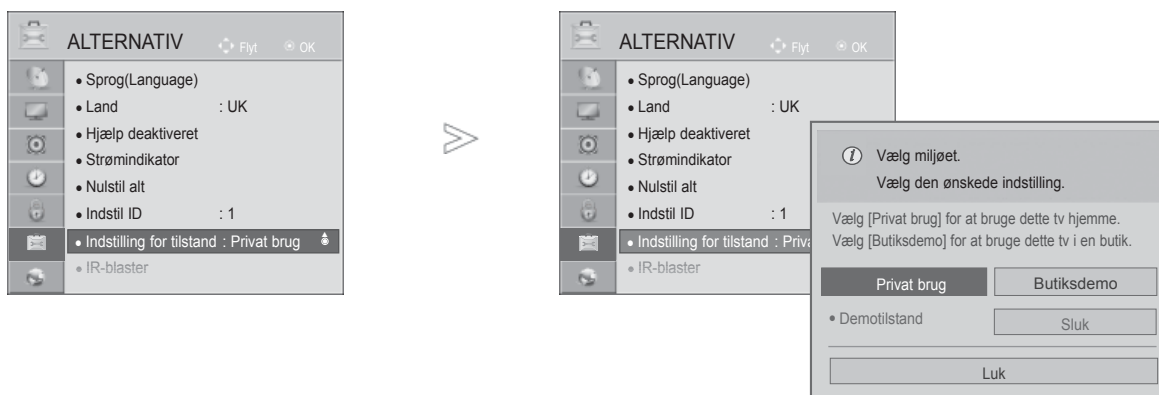 ALTERNATIV Flyt OK
• Sprog(Language)
• Land : UK
• Hjælp deaktiveret
• Strømindikator
• Nulstil alt
• Indstil ID : 1
• Indstilling for tilstand : Privat brug
• IR-blaster
ALTERNATIV Flyt OK
• Sprog(Language)
• Land : UK
• Hjælp deaktiveret
• Strømindikator
• Nulstil alt
• Indstil ID : 1
• Indstilling for tilstand : Priva
• IR-blaster
i Vælg miljøet.
Vælg den ønskede indstilling.
Vælg [Privat brug] for at bruge dette tv hjemme.
Vælg [Butiksdemo] for at bruge dette tv i en butik.
Privat brug Butiksdemo
• Demotilstand Sluk
Luk